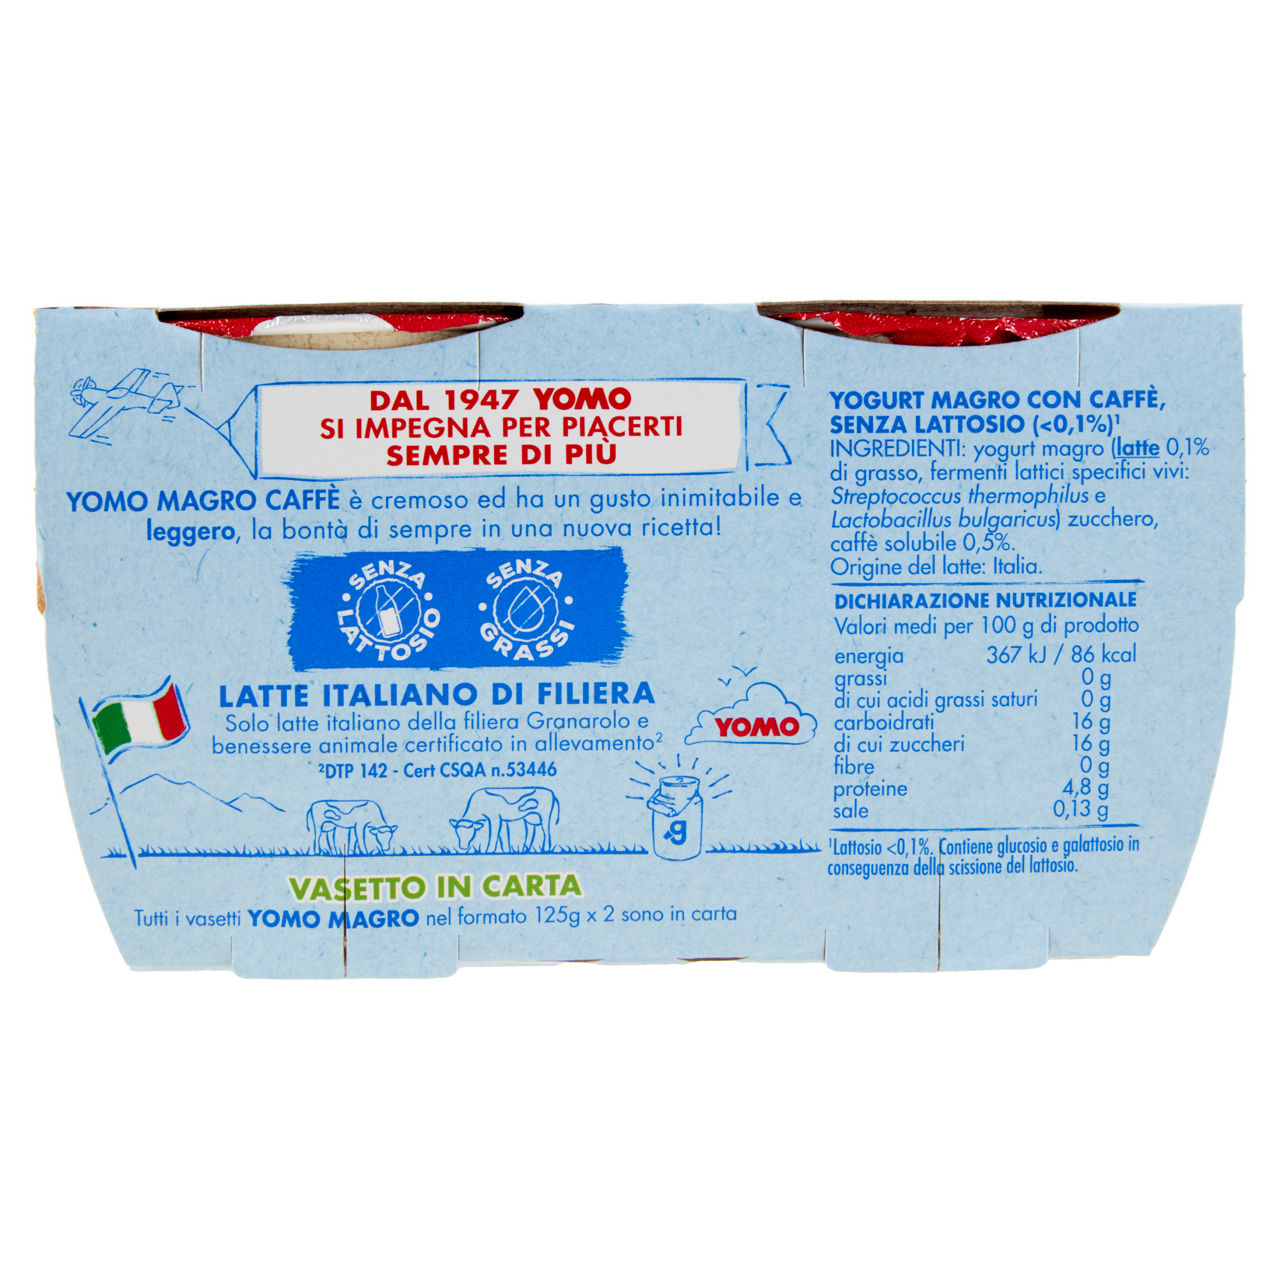 DAL 1947 YOMO
SI IMPEGNA PER PIACERTI
SEMPRE DI PIÙ
YOMO MAGRO CAFFÈ è cremoso ed ha un gusto inimitabile e
leggero, la bontà di sempre in una nuova ricetta!
SENZA
LATTOSIO
SENZA
GRASSI
LATTE ITALIANO DI FILIERA
Solo latte italiano della filiera Granarolo e
benessere animale certificato in allevamento²
²DTP 142 - Cert CSQA n.53446
YOMO
g
VASETTO IN CARTA
Tutti i vasetti YOMO MAGRO nel formato 125g x 2 sono in carta
YOGURT MAGRO CON CAFFÈ,
SENZA LATTOSIO (<0,1%)¹
INGREDIENTI: yogurt magro (latte 0,1%
di grasso, fermenti lattici specifici vivi:
Streptococcus thermophilus e
Lactobacillus bulgaricus) zucchero,
caffè solubile 0,5%.
Origine del latte: Italia.
DICHIARAZIONE NUTRIZIONALE
Valori medi per 100 g di prodotto
energia 367 kJ / 86 kcal
grassi 0 g
di cui acidi grassi saturi 0 g
carboidrati 16 g
di cui zuccheri 16 g
fibre 0 g
proteine 4,8 g
sale 0,13 g
¹Lattosio <0,1%. Contiene glucosio e galattosio in
conseguenza della scissione del lattosio.